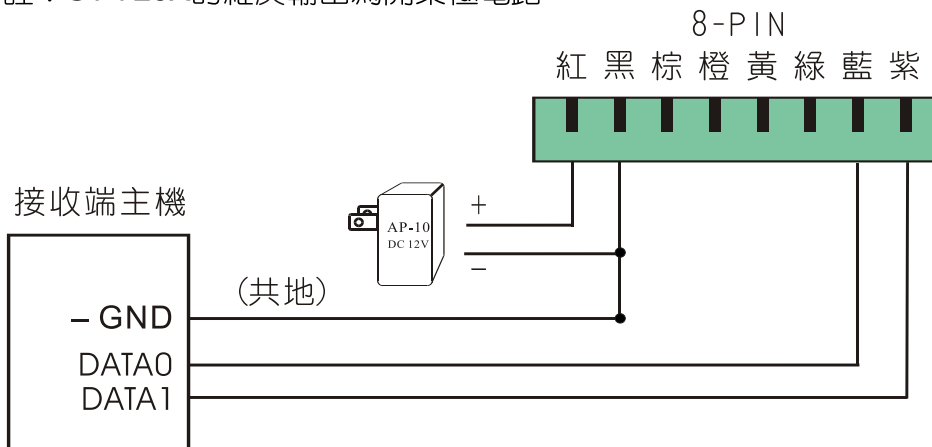 8-PIN
紅 黑 棕 橙 黃 綠 藍 紫
接收端主機
+
AP-10
DC 12V
−
(共地)
− GND
DATA0
DATA1